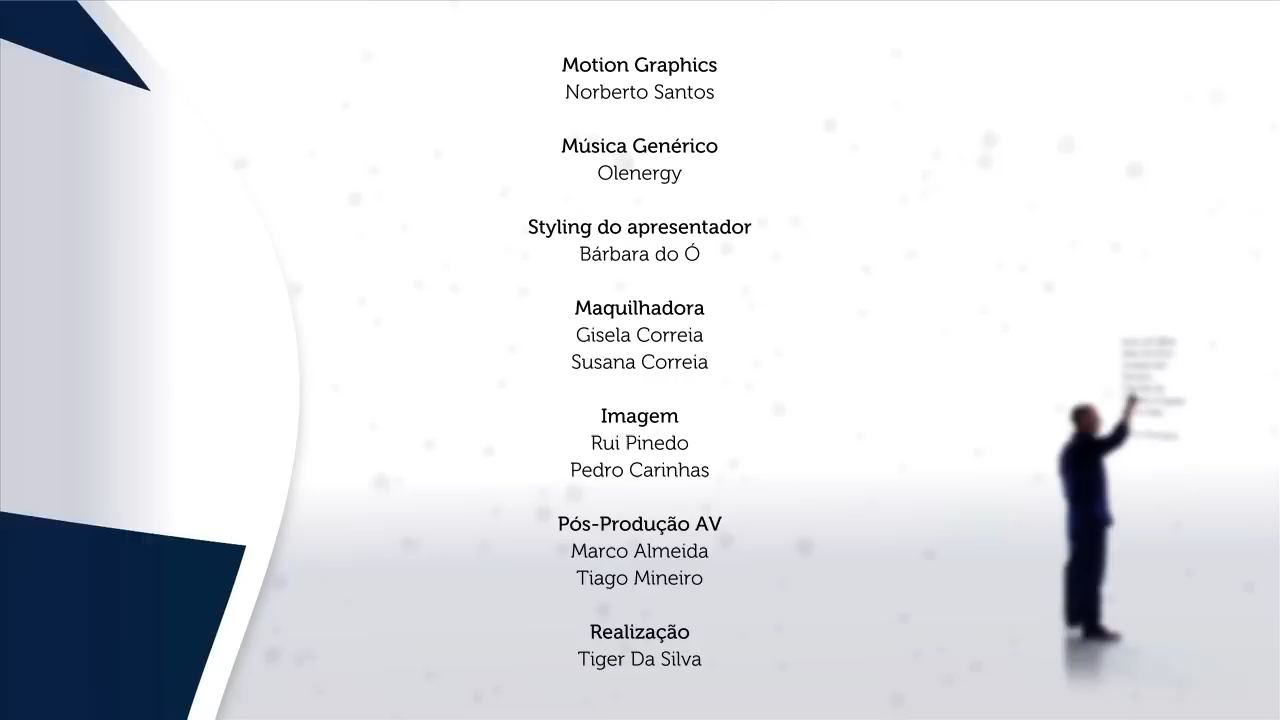 Motion Graphics
Norberto Santos
Música Genérico
Olenergy
Styling do apresentador
Bárbara do Ó
Maquilhadora
Gisela Correia
Susana Correia
Imagem
Rui Pinedo
Pedro Carinhas
Pós-Produção AV
Marco Almeida
Tiago Mineiro
Realização
Tiger Da Silva